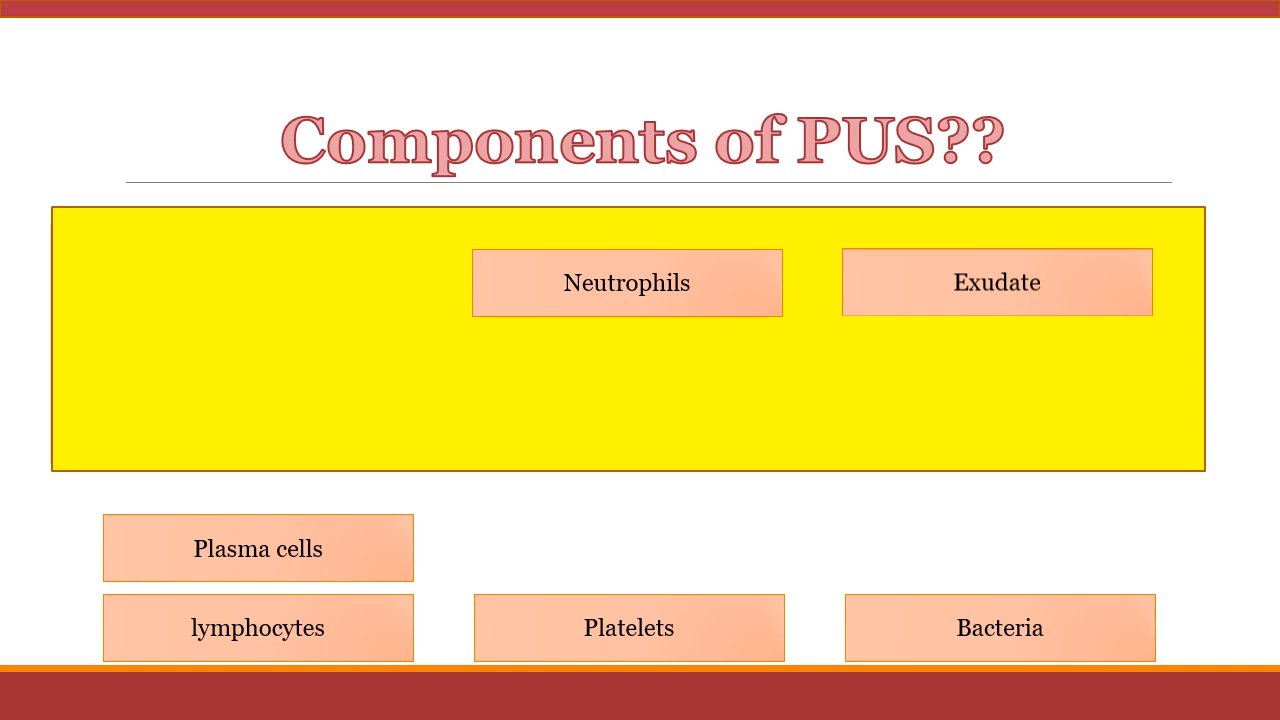 Components of PUS??
Neutrophils
Exudate
Plasma cells
lymphocytes
Platelets
Bacteria